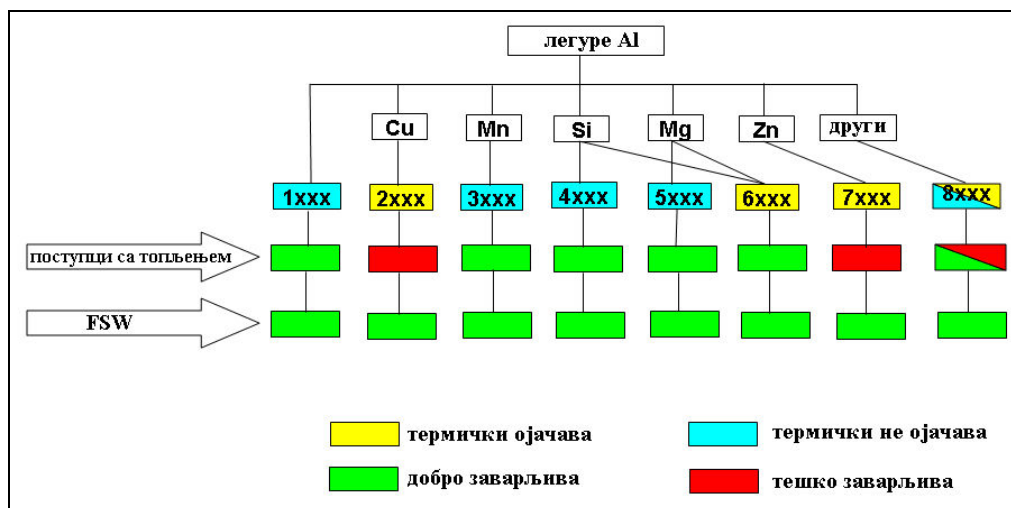 легуре Al
Cu Mn Si Mg Zn други
1xxx 2xxx 3xxx 4xxx 5xxx 6xxx 7xxx 8xxx
поступци са топљењем
FSW
термички ојачава термички не ојачава
добро заварљива тешко заварљива